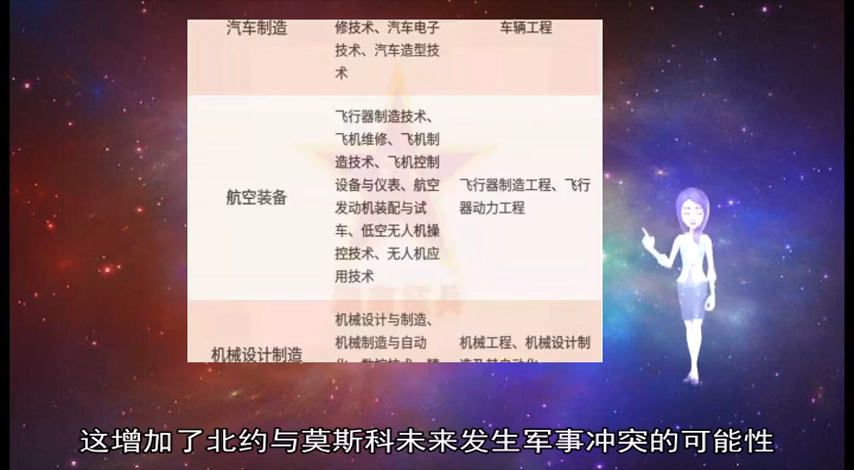 汽车制造
修技术、汽车电子
技术、汽车造型技
术
车辆工程
航空装备
飞行器制造技术、
飞机维修、飞机制
造技术、飞机控制
设备与仪表、航空
发动机装配与试
车、低空无人机操
控技术、无人机应
用技术
飞行器制造工程、飞行
器动力工程
机械设计制造
机械设计与制造、
机械制造与自动
机械工程、机械设计制
这增加了北约与莫斯科未来发生军事冲突的可能性